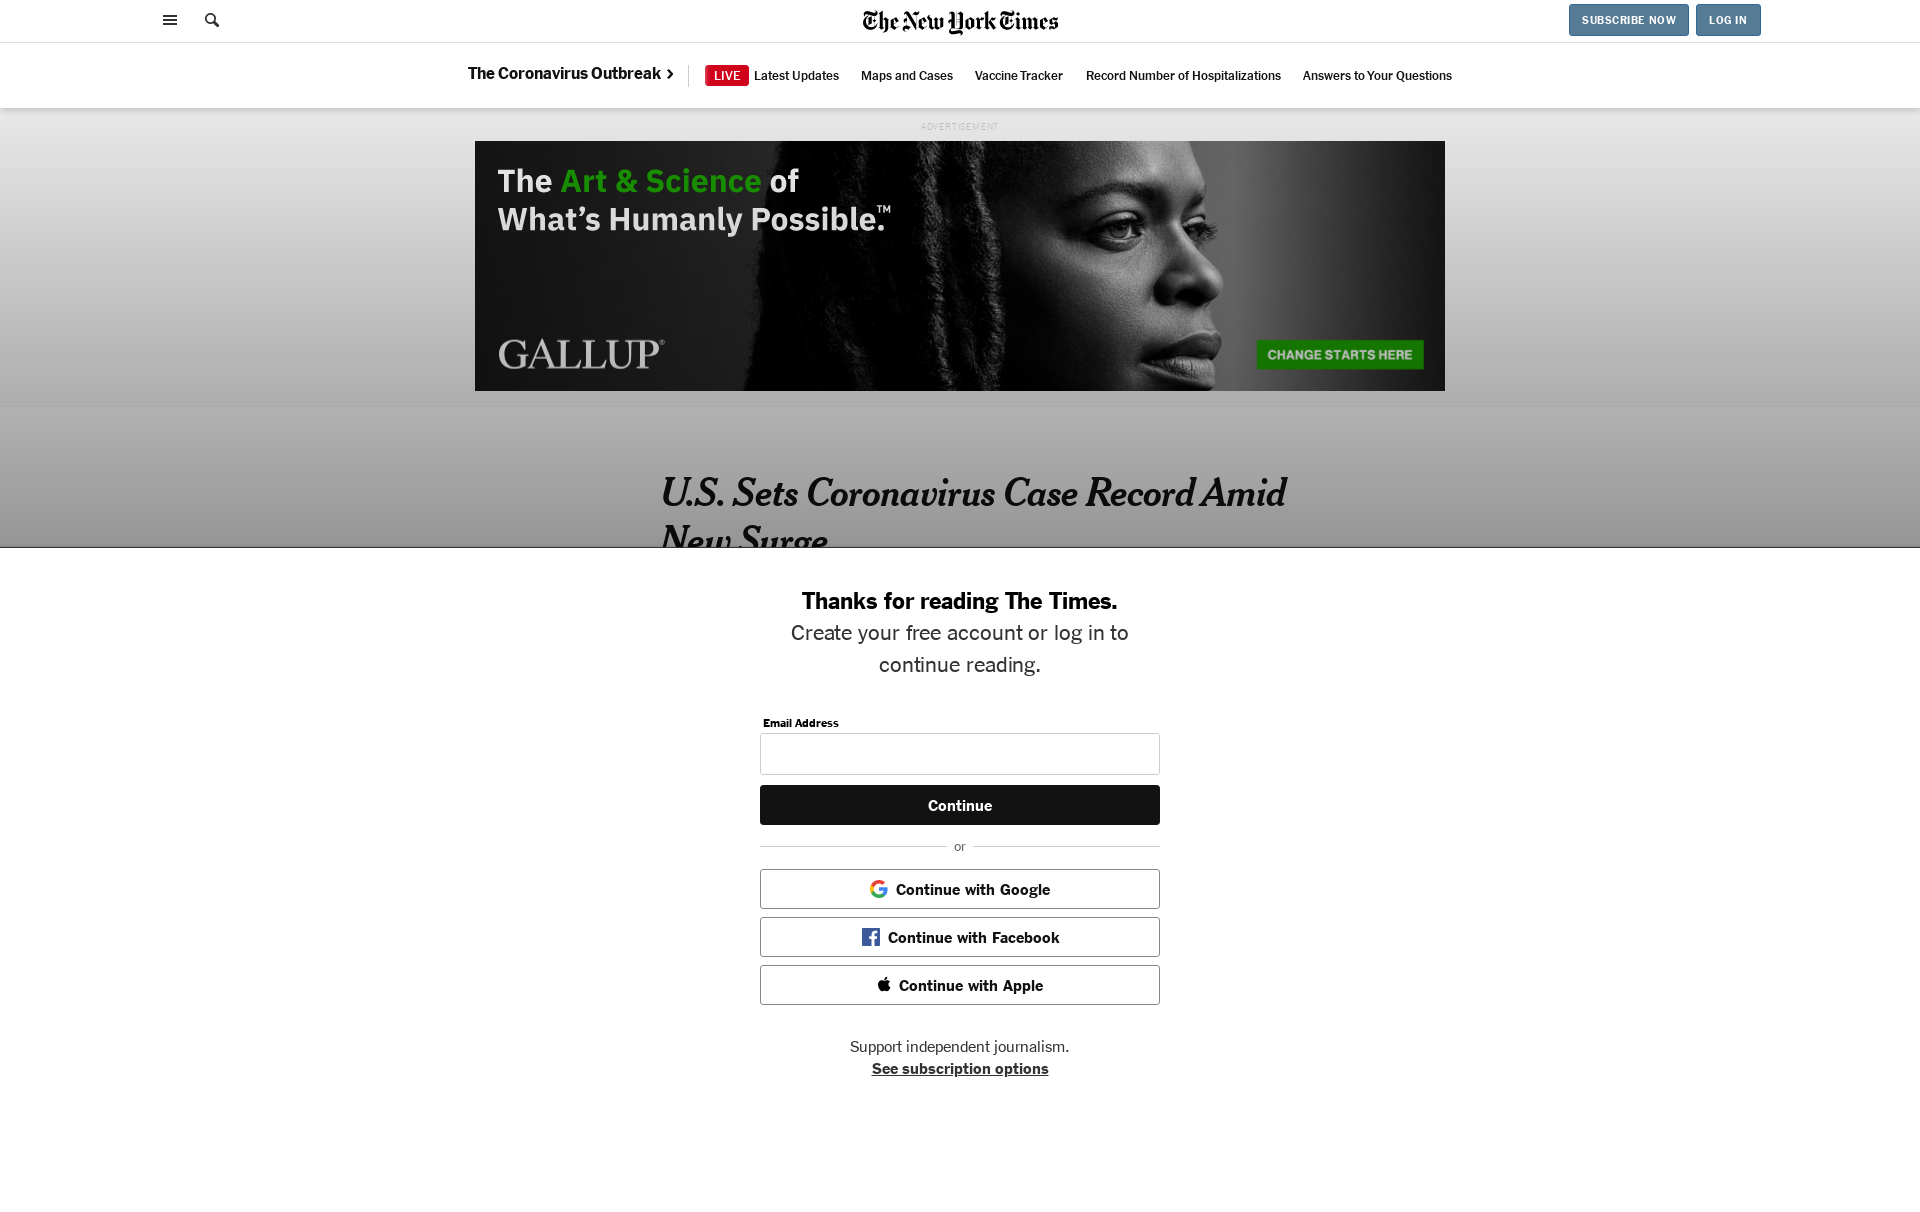 The New York Times
SUBSCRIBE NOW
LOG IN
The Coronavirus Outbreak
LIVE Latest Updates
Maps and Cases
Vaccine Tracker
Record Number of Hospitalizations
Answers to Your Questions
ADVERTISEMENT
The Art & Science of
What's Humanly Possible.™
GALLUP®
CHANGE STARTS HERE
U.S. Sets Coronavirus Case Record Amid
New Surge
Thanks for reading The Times.
Create your free account or log in to
continue reading.
Email Address
Continue
or
Continue with Google
Continue with Facebook
Continue with Apple
Support independent journalism.
See subscription options